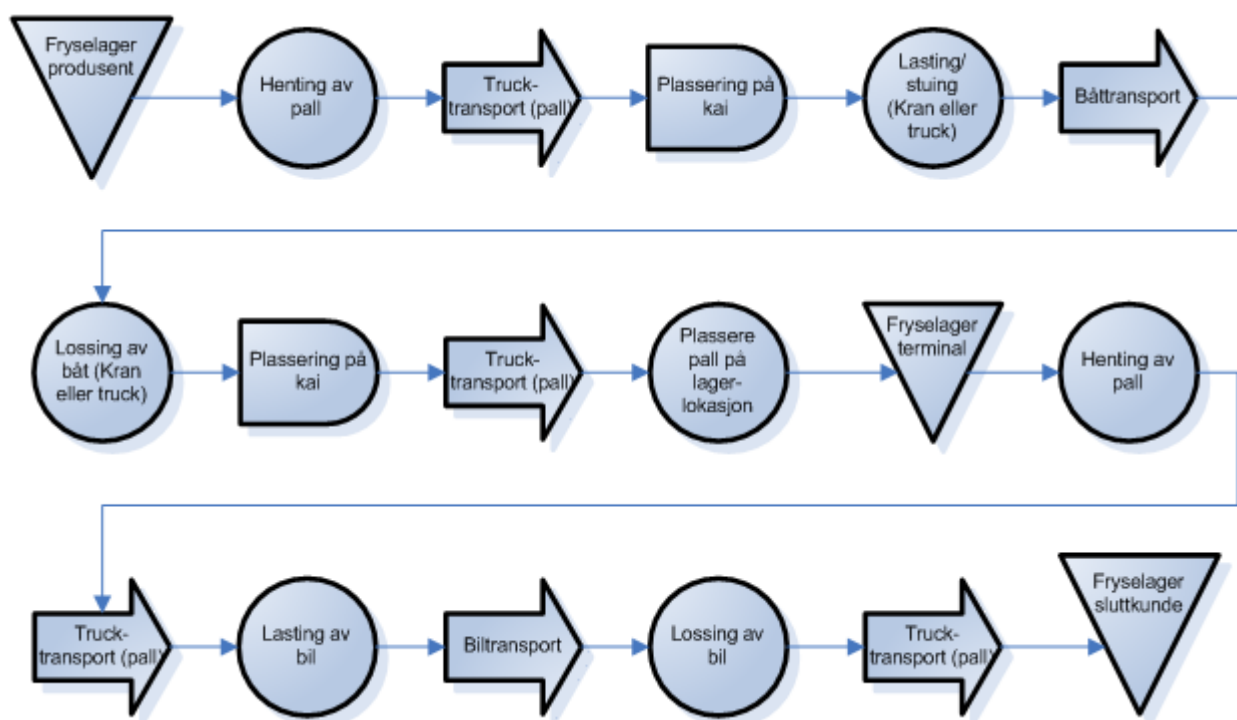 Fryselager
produsent
Henting av
pall
Truck-
transport (pall)
Plassering på
kai
Lasting/
stuing
(Kran eller
truck)
Båttransport
Lossing av
båt (Kran
eller truck)
Plassering på
kai
Truck-
transport (pall)
Plassere
pall på
lager-
lokasjon
Fryselager
terminal
Henting av
pall
Truck-
transport (pall)
Lasting av
bil
Biltransport
Lossing av
bil
Truck-
transport (pall)
Fryselager
sluttkunde